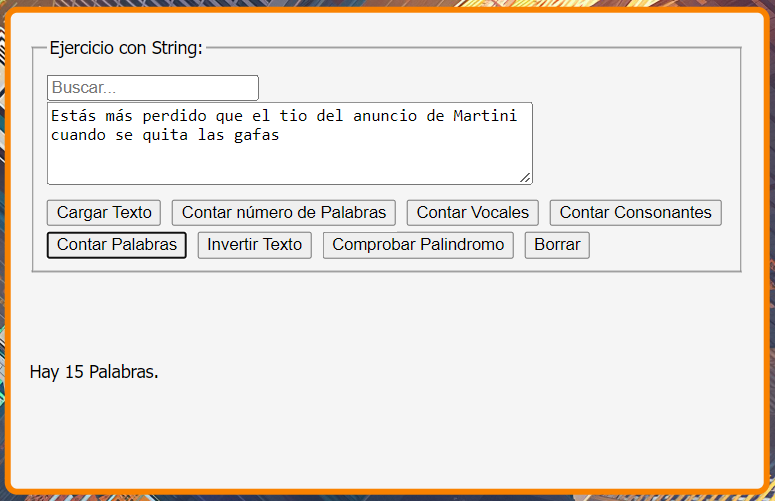 Ejercicio con String:
Buscar...
Estás más perdido que el tio del anuncio de Martini
cuando se quita las gafas
Cargar Texto Contar número de Palabras Contar Vocales Contar Consonantes
Contar Palabras Invertir Texto Comprobar Palindromo Borrar
Hay 15 Palabras.